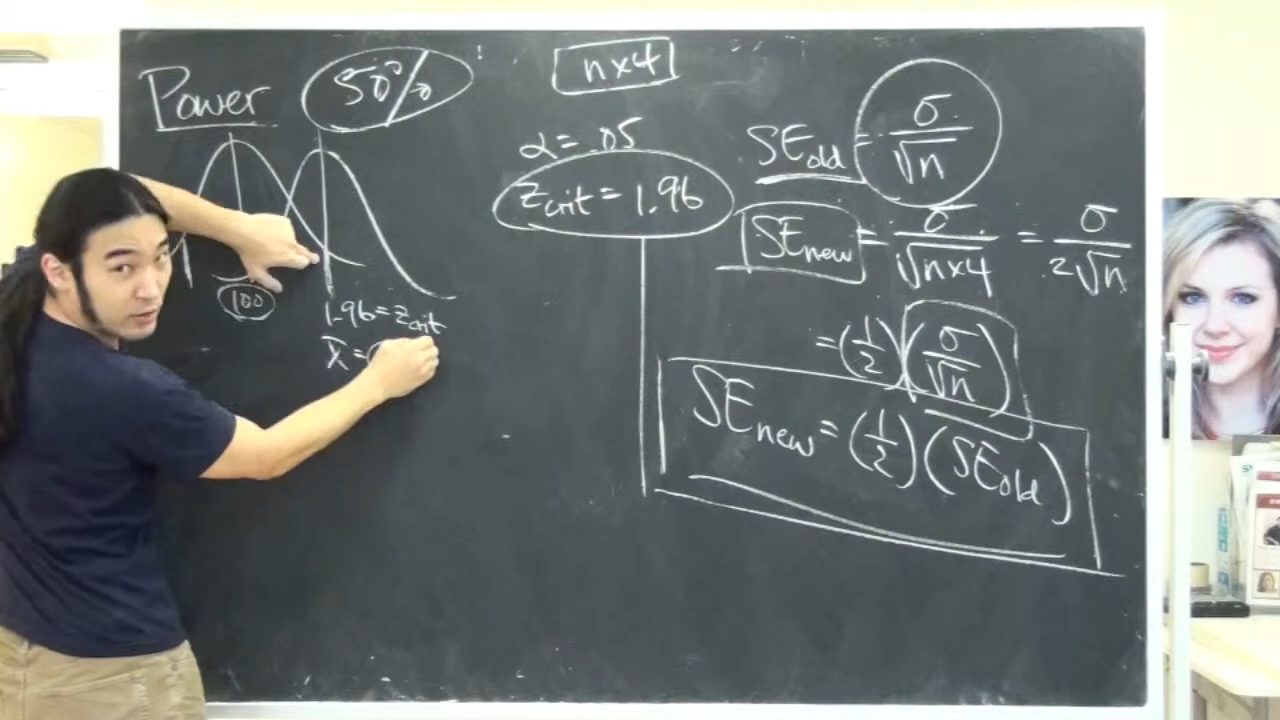 Power 50%
n×4
α = .05
z_crit = 1.96
100
1.96 = z_crit
X̄ =
SE_old = σ/√n
SE_new = σ/√n×4 = σ/2√n
= (1/2)(σ/√n)
SE_new = (1/2)(SE_old)